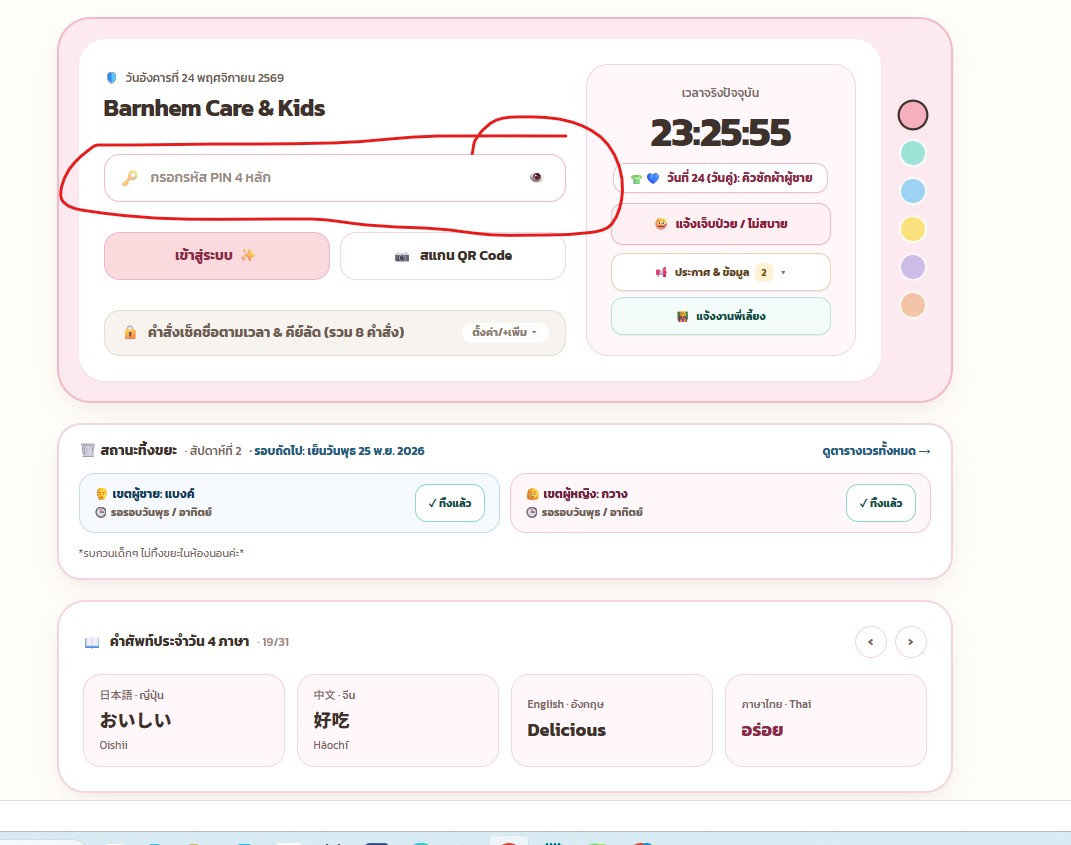 วันอังคารที่ 24 พฤศจิกายน 2569
Barnhem Care & Kids
กรอกรหัส PIN 4 หลัก
เข้าสู่ระบบ
สแกน QR Code
คำสั่งเช็คชื่อตามเวลา & คีย์ลัด (รวม 8 คำสั่ง)
ตั้งค่า/+เพิ่ม
เวลาจริงปัจจุบัน
23:25:55
วันที่ 24 (วันคู่): คิวซักผ้าผู้ชาย
แจ้งเจ็บป่วย / ไม่สบาย
ประกาศ & ข้อมูล 2
แจ้งงานพี่เลี้ยง
สถานะทิ้งขยะ · สัปดาห์ที่ 2 · รอบถัดไป: เย็นวันพุธ 25 พ.ย. 2026
ดูตารางเวรทั้งหมด →
เขตผู้ชาย: แบงค์
รอรอบวันพุธ / อาทิตย์
✓ ทิ้งแล้ว
เขตผู้หญิง: กวาง
รอรอบวันพุธ / อาทิตย์
✓ ทิ้งแล้ว
*รบกวนเด็กๆ ไม่ทิ้งขยะในห้องนอนค่ะ*
คำศัพท์ประจำวัน 4 ภาษา · 19/31
日本語 · ญี่ปุ่น
おいしい
Oishii
中文 · จีน
好吃
Hǎochī
English · อังกฤษ
Delicious
ภาษาไทย · Thai
อร่อย